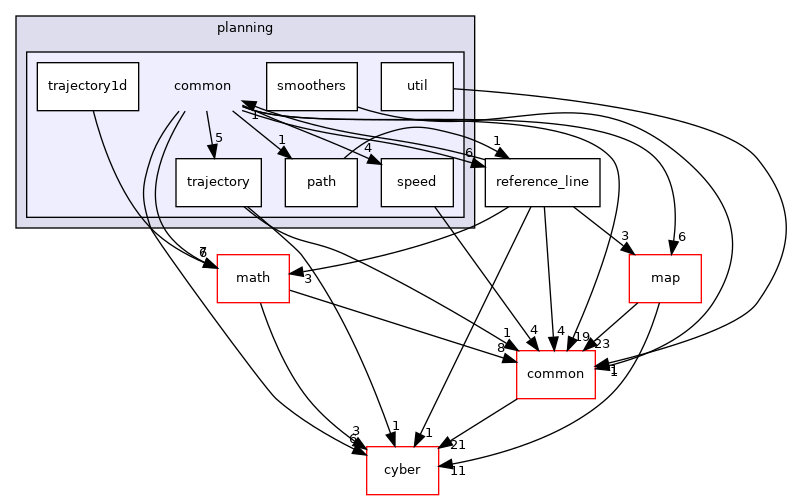 planning
trajectory1d
common
smoothers
util
1
5
1
4
6
1
trajectory
path
speed
reference_line
7
6
3
3
6
math
map
1
8
4
4
19
23
common
1
1
3
6
1
1
21
11
cyber